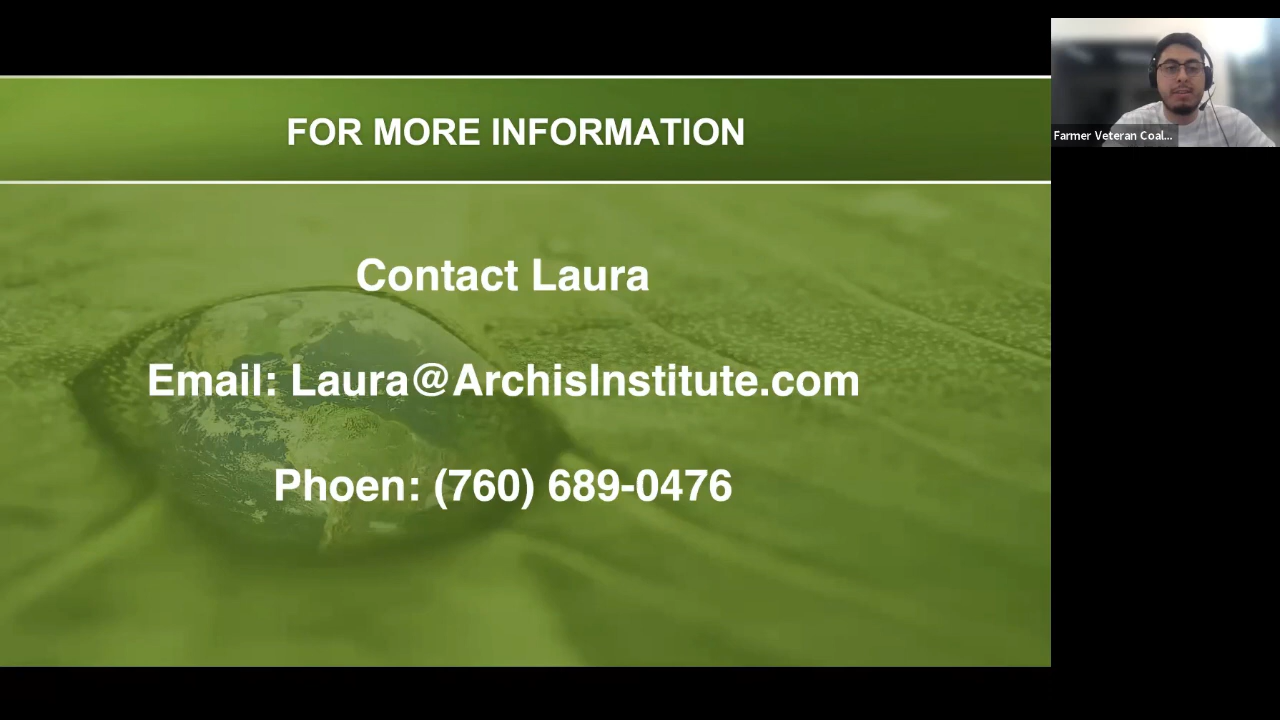 FOR MORE INFORMATION
Contact Laura
Email: Laura@ArchisInstitute.com
Phoen: (760) 689-0476
Farmer Veteran Coal...